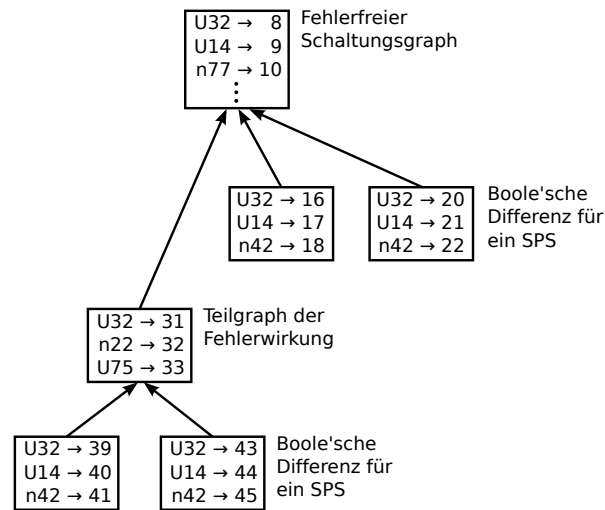 U32 → 8
U14 → 9
n77 → 10
⋮
Fehlerfreier
Schaltungsgraph
U32 → 16
U14 → 17
n42 → 18
U32 → 20
U14 → 21
n42 → 22
Boole'sche
Differenz für
ein SPS
U32 → 31
n22 → 32
U75 → 33
Teilgraph der
Fehlerwirkung
U32 → 39
U14 → 40
n42 → 41
U32 → 43
U14 → 44
n42 → 45
Boole'sche
Differenz für
ein SPS